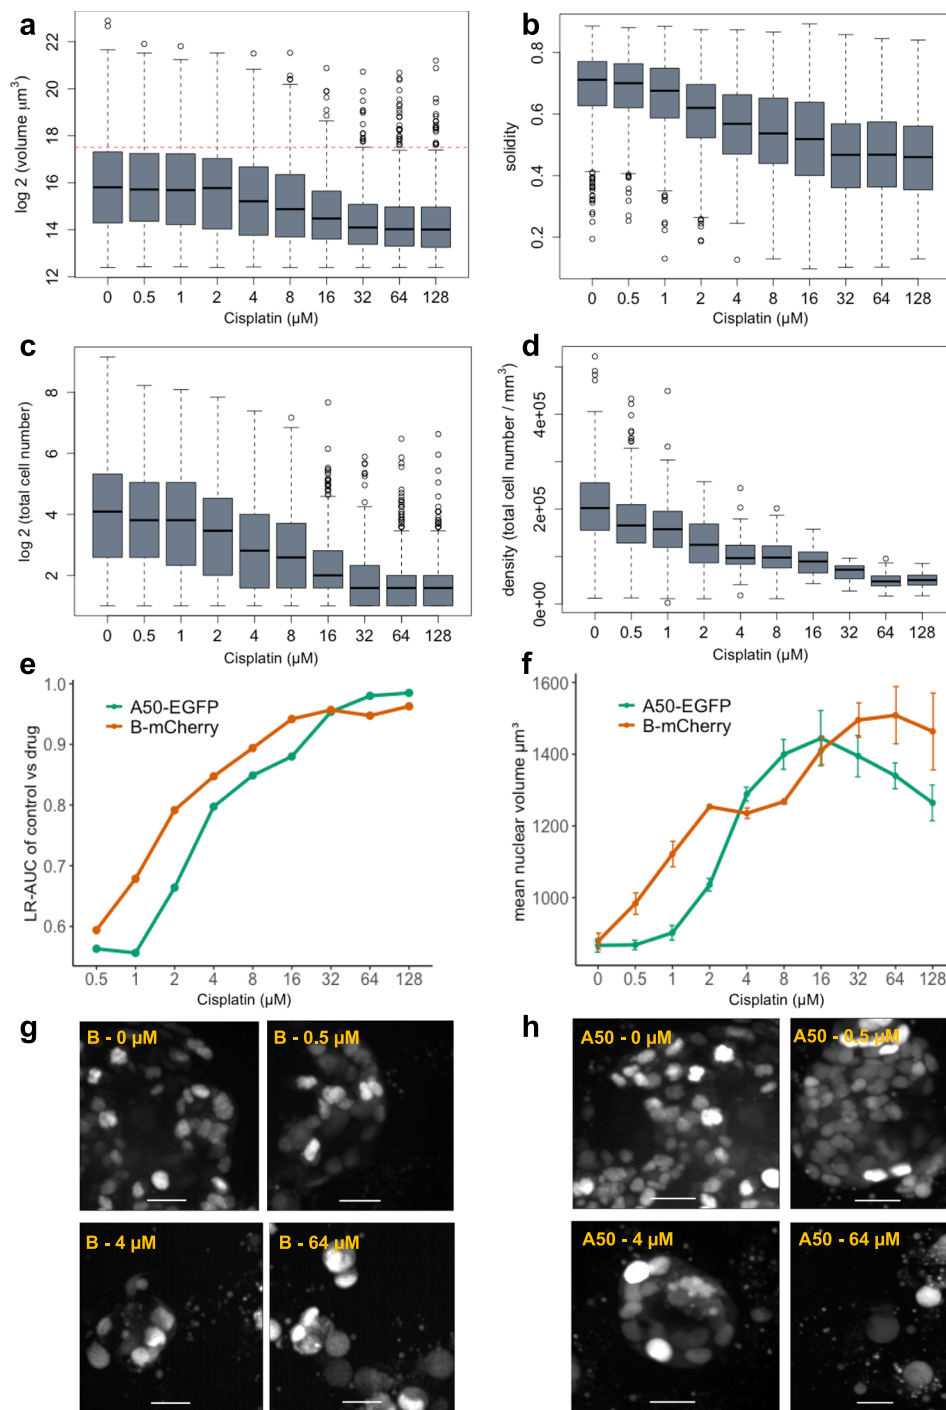 a
log 2 (volume µm³)
22
20
18
16
14
12
0 0.5 1 2 4 8 16 32 64 128
Cisplatin (µM)
b
solidity
0.8
0.6
0.4
0.2
0 0.5 1 2 4 8 16 32 64 128
Cisplatin (µM)
c
log 2 (total cell number)
8
6
4
2
0 0.5 1 2 4 8 16 32 64 128
Cisplatin (µM)
d
density (total cell number / mm³)
4e+05
2e+05
0e+00
0 0.5 1 2 4 8 16 32 64 128
Cisplatin (µM)
e
LR-AUC of control vs drug
1.0
0.9
0.8
0.7
0.6
A50-EGFP
B-mCherry
0.5 1 2 4 8 16 32 64 128
Cisplatin (µM)
f
mean nuclear volume µm³
1600
1400
1200
1000
A50-EGFP
B-mCherry
0 0.5 1 2 4 8 16 32 64 128
Cisplatin (µM)
g
B - 0 µM
B - 0.5 µM
B - 4 µM
B - 64 µM
h
A50 - 0 µM
A50 - 0.5 µM
A50 - 4 µM
A50 - 64 µM